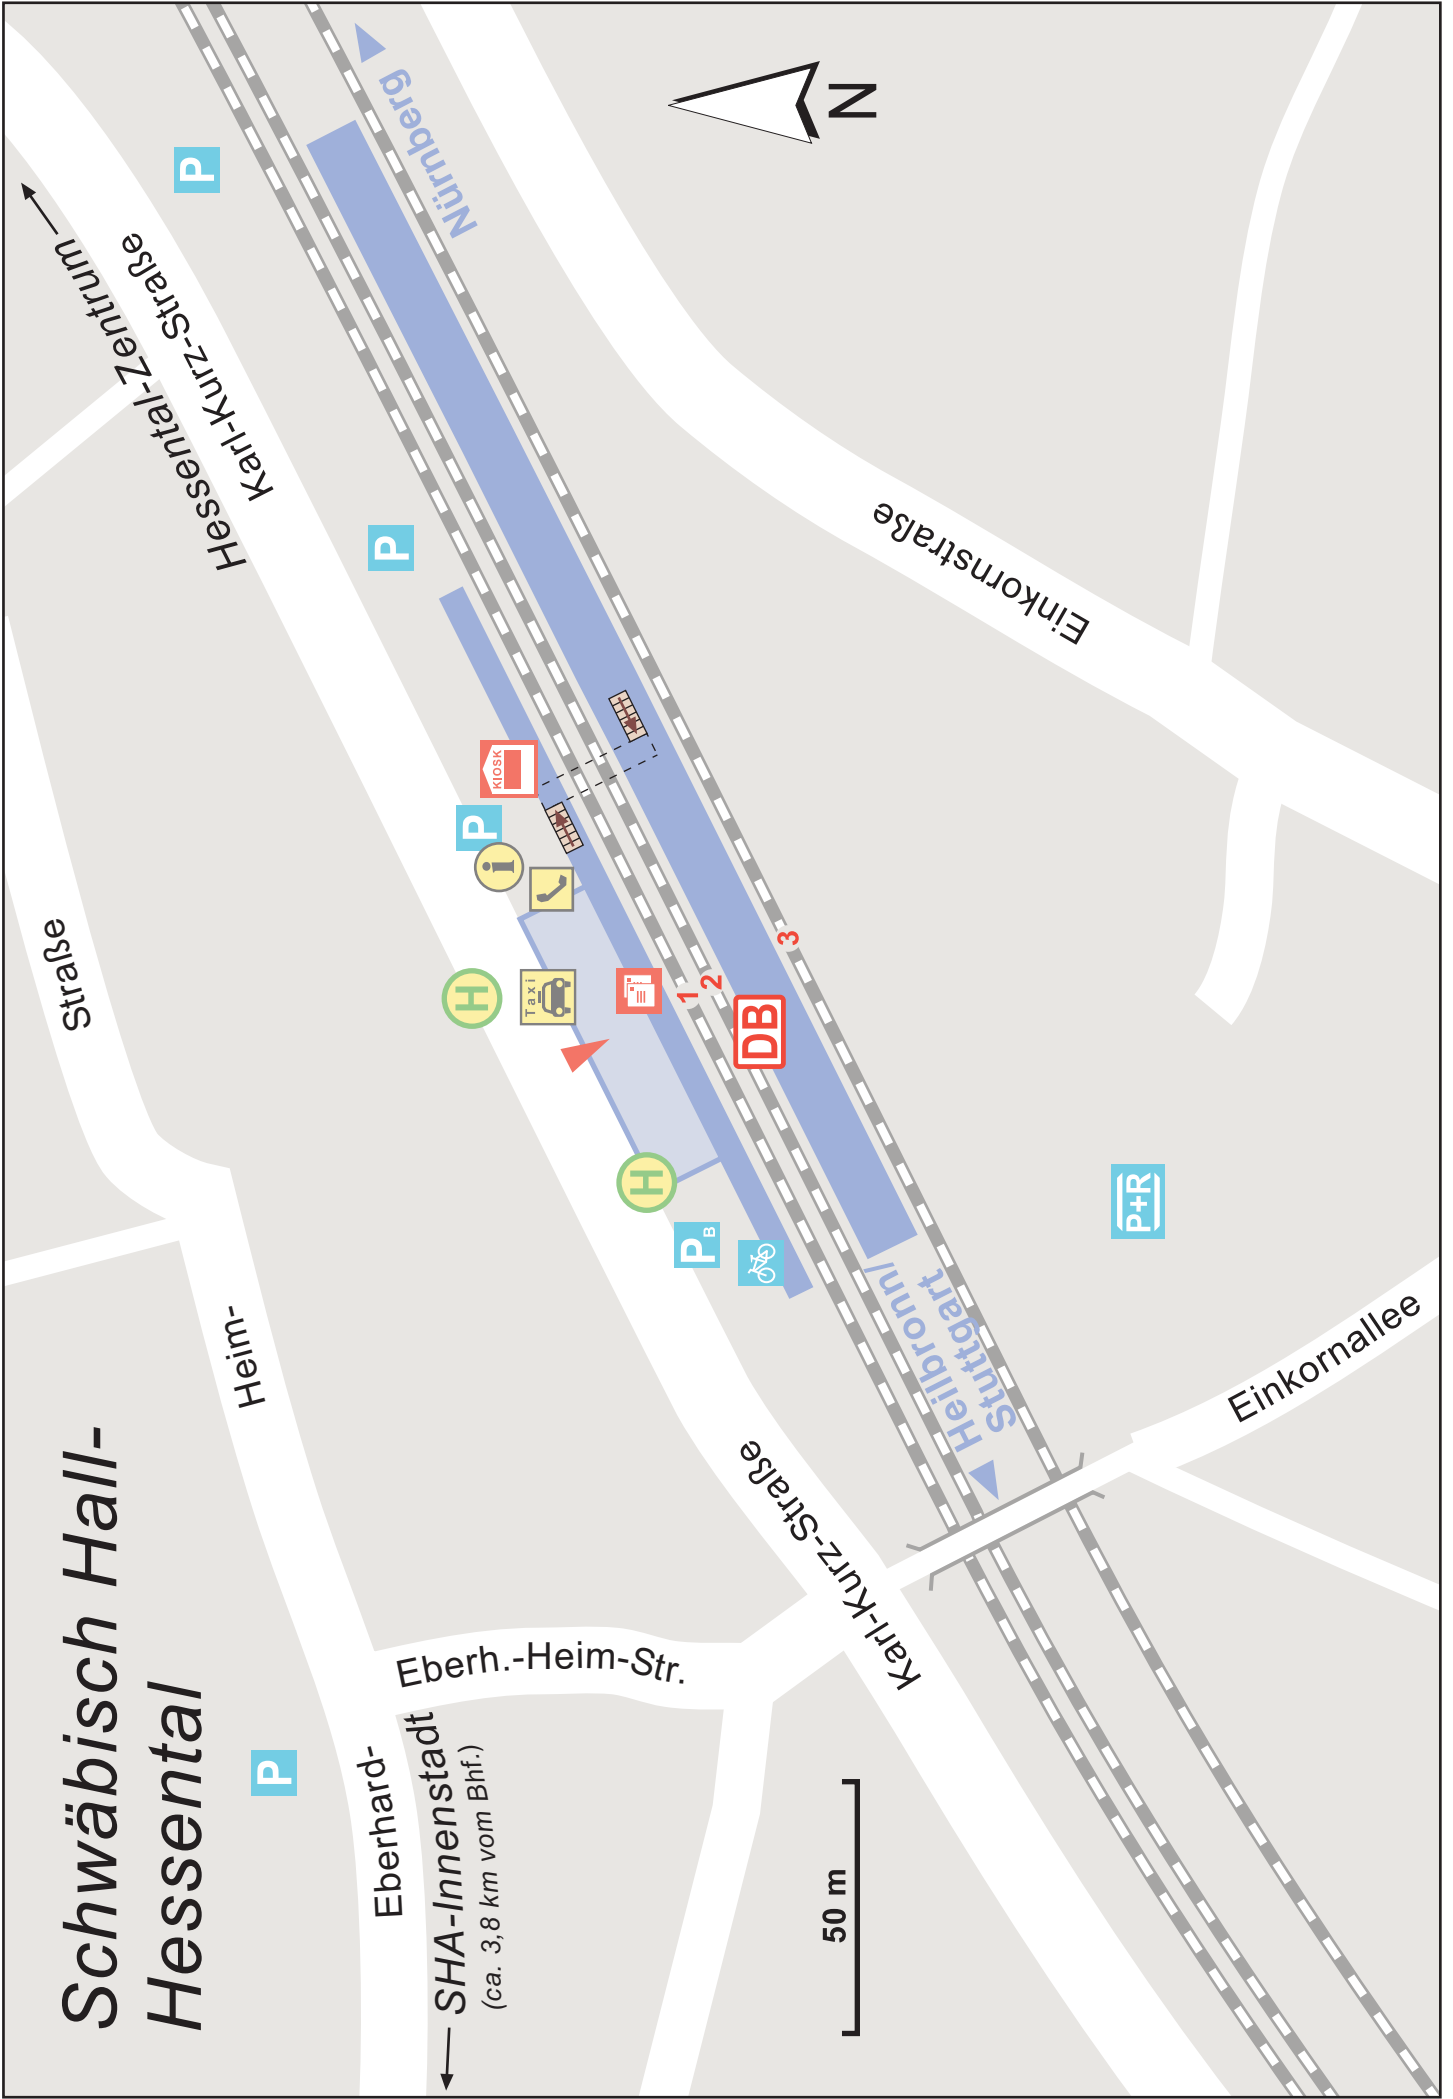 Schwäbisch Hall-
Hessental
P
Eberhard-
Heim-
Straße
SHA-Innenstadt
(ca. 3,8 km vom Bhf.)
Eberh.-Heim-Str.
Hessental-Zentrum
Karl-Kurz-Straße
P
P
P
KIOSK
i
H
Taxi
H
P B
1
2
3
DB
Nürnberg
Heilbronn/
Stuttgart
Karl-Kurz-Straße
Einkornstraße
Einkornallee
P+R
50 m
N